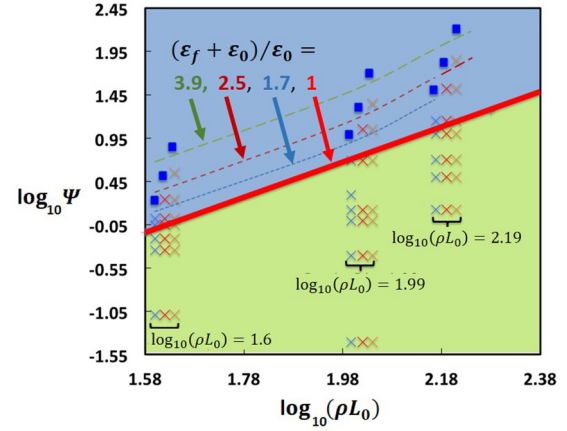 2.45
1.95
1.45
0.95
0.45
-0.05
-0.55
-1.05
-1.55
log₁₀Ψ
(ε_f + ε₀)/ε₀ =
3.9, 2.5, 1.7, 1
log₁₀(ρL₀) = 2.19
log₁₀(ρL₀) = 1.99
log₁₀(ρL₀) = 1.6
1.58 1.78 1.98 2.18 2.38
log₁₀(ρL₀)